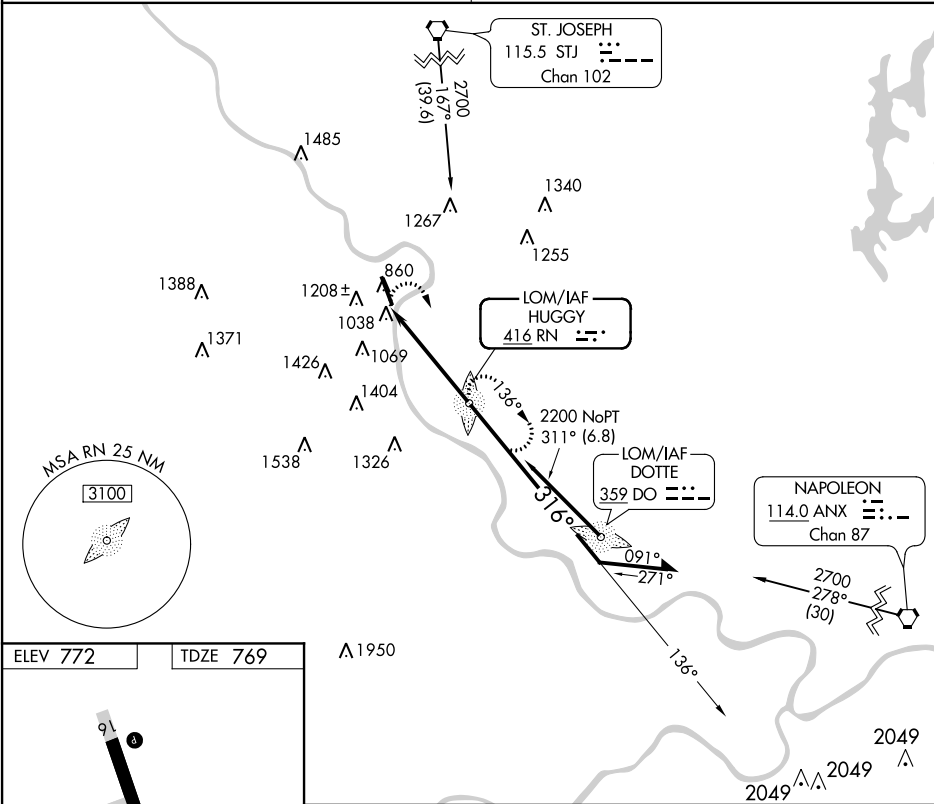 ST. JOSEPH
115.5 STJ
Chan 102
2700
167°
(39.6)
1485
1340
1267
1255
860
1388
1208±
LOM/IAF
HUGGY
416 RN
1038
1371
1069
1426
136°
1404
2200 NoPT
311° (6.8)
LOM/IAF
DOTTE
359 DO
1538
1326
MSA RN 25 NM
3100
NAPOLEON
114.0 ANX
Chan 87
316°
091°
271°
2700
278°
(30)
ELEV 772
TDZE 769
1950
136°
16
P
2049
2049
2049